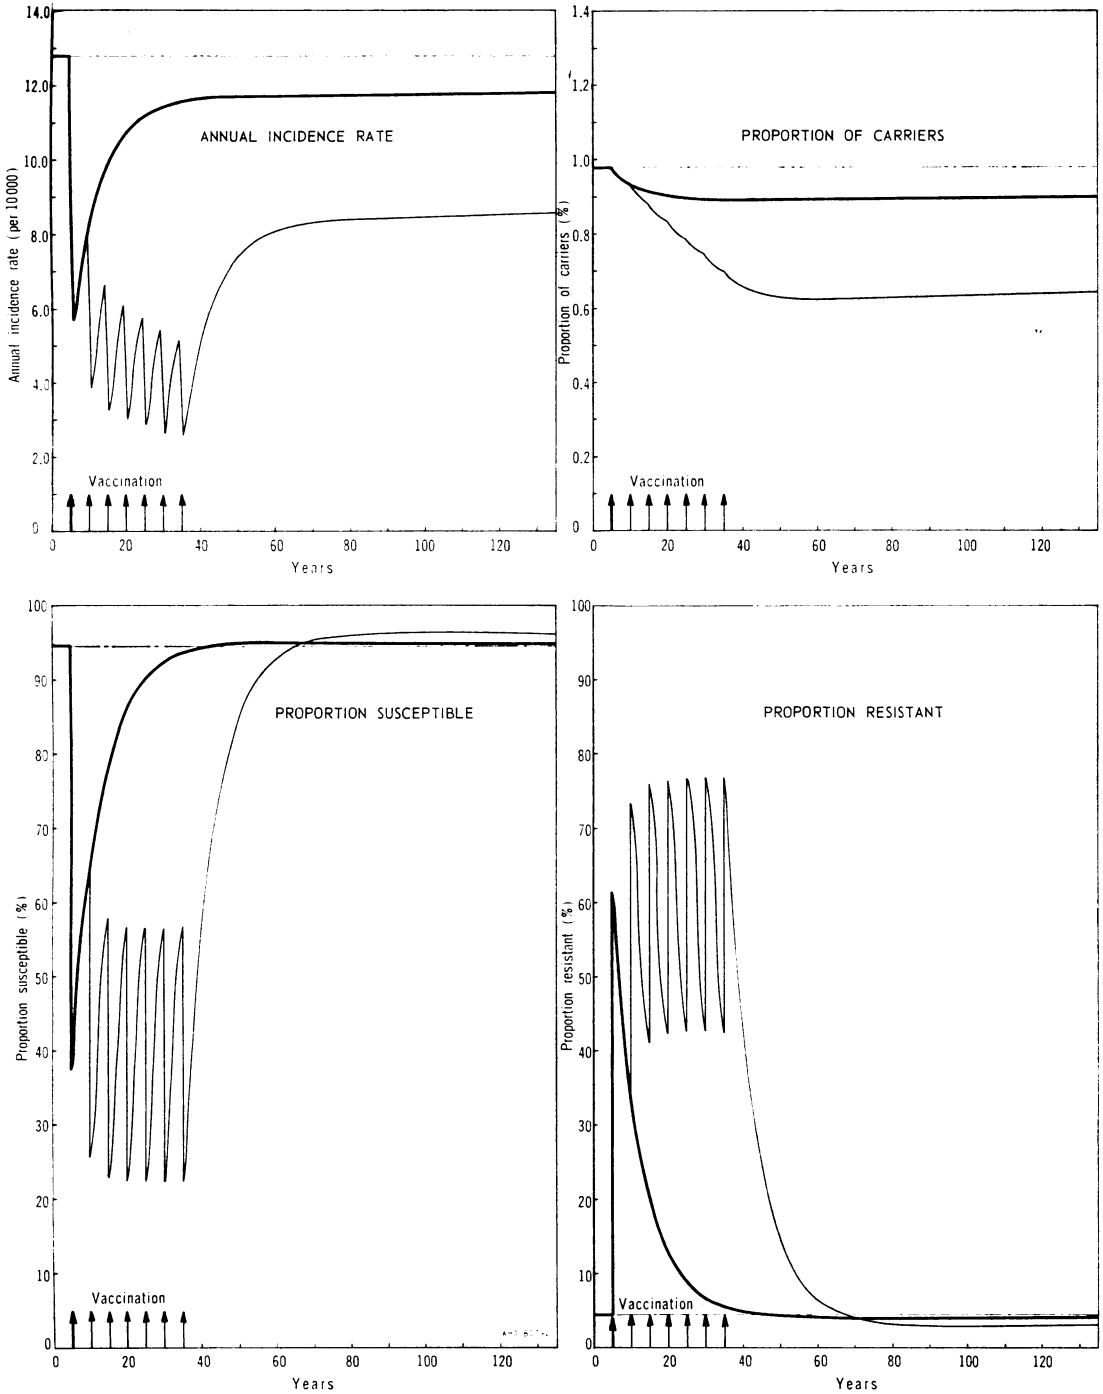 14.0
12.0
10.0
8.0
6.0
4.0
2.0
0
Annual incidence rate (per 10000)
ANNUAL INCIDENCE RATE
Vaccination
0 20 40 60 80 100 120
Years
1.4
1.2
1.0
0.8
0.6
0.4
0.2
0
Proportion of carriers (%)
PROPORTION OF CARRIERS
Vaccination
0 20 40 60 80 100 120
Years
100
90
80
70
60
50
40
30
20
10
0
Proportion susceptible (%)
PROPORTION SUSCEPTIBLE
Vaccination
0 20 40 60 80 100 120
Years
100
90
80
70
60
50
40
30
20
10
0
Proportion resistant (%)
PROPORTION RESISTANT
Vaccination
0 20 40 60 80 100 120
Years